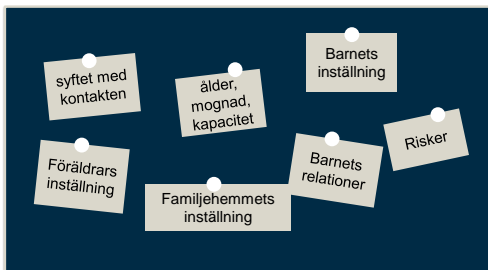 syftet med
kontakten
ålder,
mognad,
kapacitet
Barnets
inställning
Föräldrars
inställning
Familjehemmets
inställning
Barnets
relationer
Risker